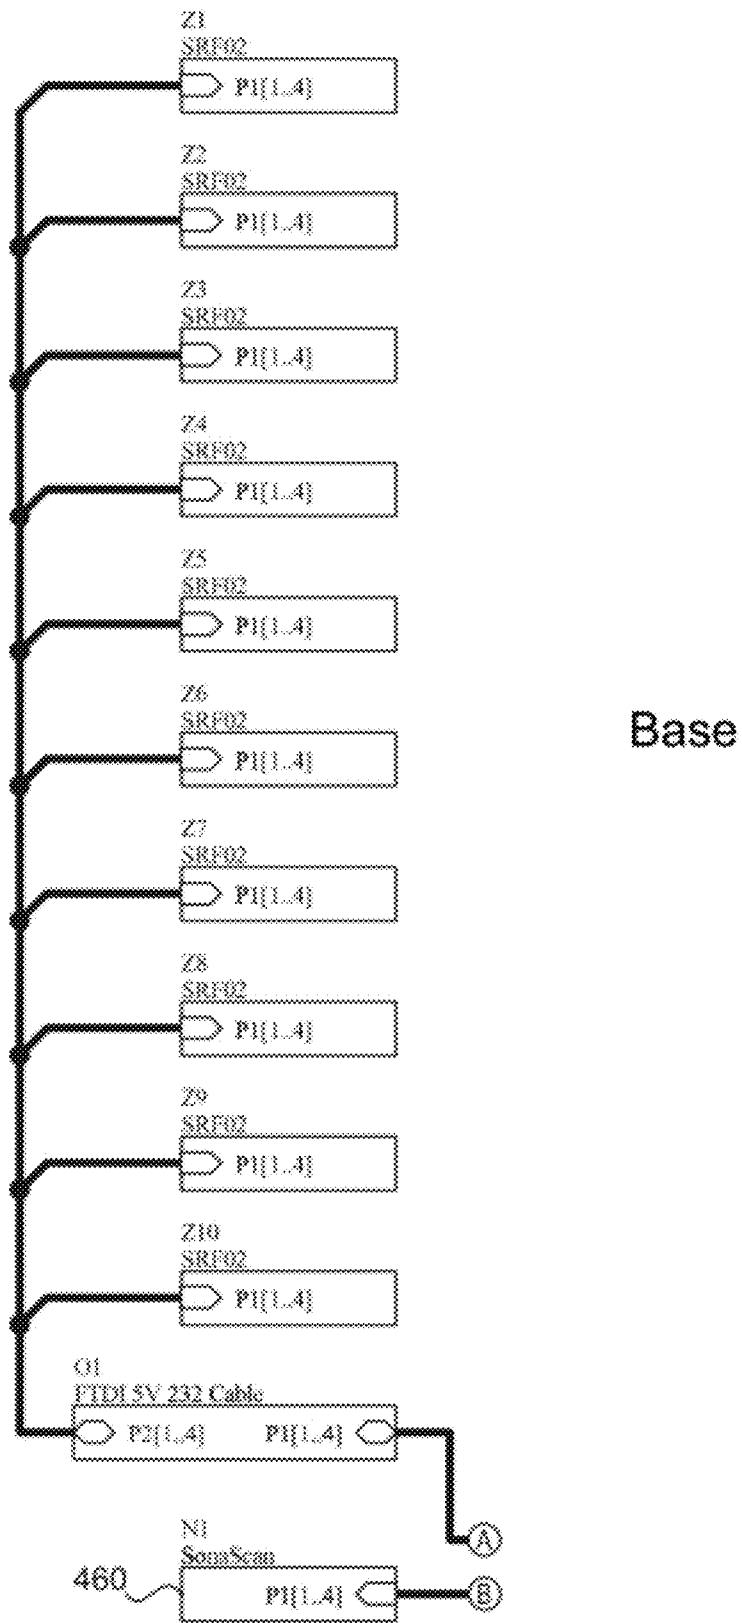 Z1
SRF02
P1[1..4]
Z2
SRF02
P1[1..4]
Z3
SRF02
P1[1..4]
Z4
SRF02
P1[1..4]
Z5
SRF02
P1[1..4]
Z6
SRF02
P1[1..4]
Base
Z7
SRF02
P1[1..4]
Z8
SRF02
P1[1..4]
Z9
SRF02
P1[1..4]
Z10
SRF02
P1[1..4]
O1
FTDI 5V 232 Cable
P2[1..4] P1[1..4]
A
N1
SonaScan
460
P1[1..4]
B